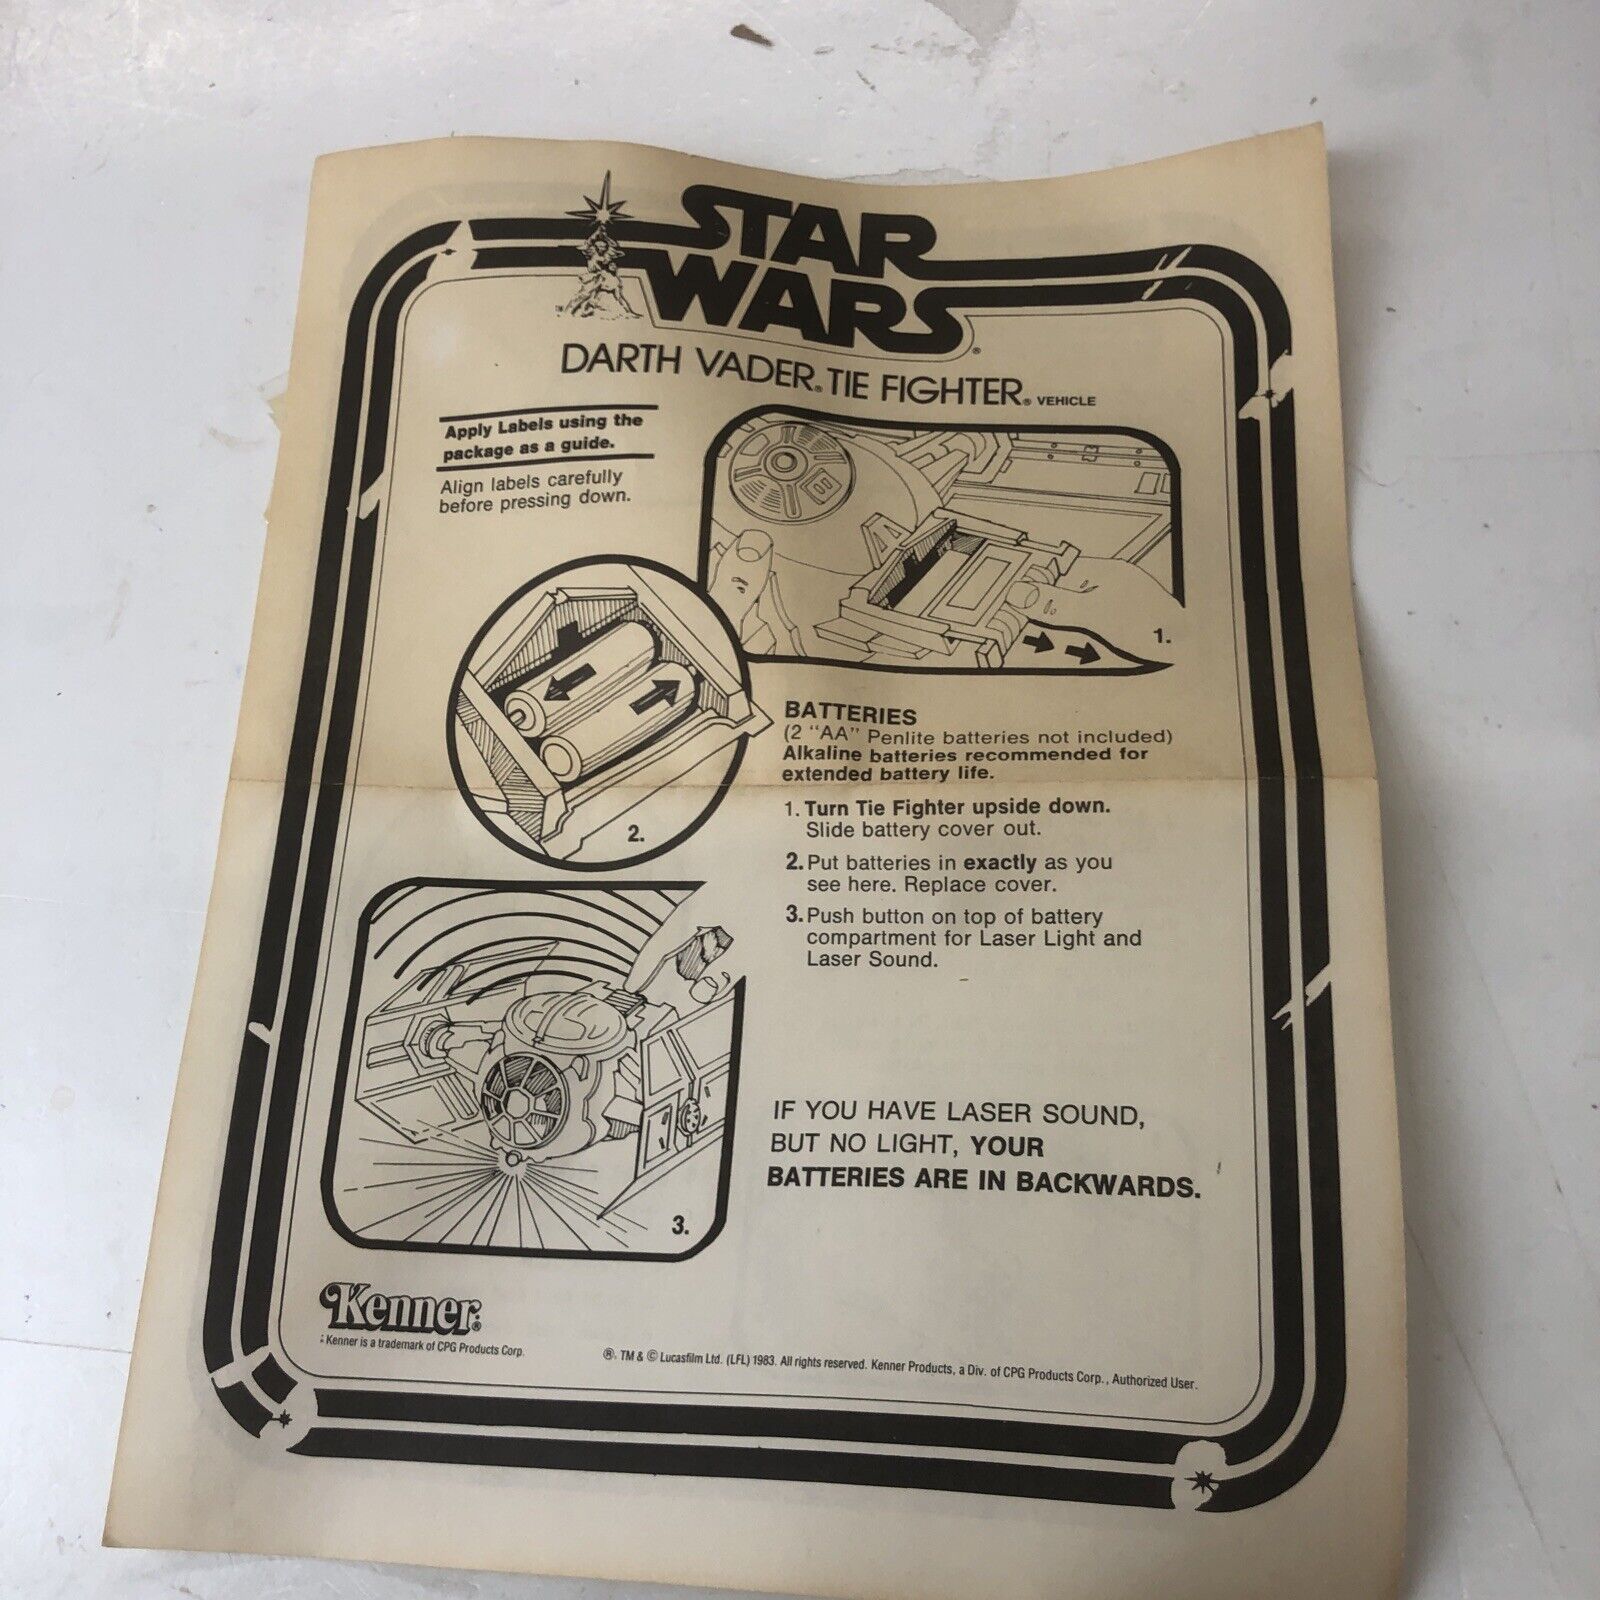 STAR
WARS®
DARTH VADER® TIE FIGHTER® VEHICLE
Apply Labels using the
package as a guide.
Align labels carefully
before pressing down.
1.
2.
BATTERIES
(2 "AA" Penlite batteries not included)
Alkaline batteries recommended for
extended battery life.
1. Turn Tie Fighter upside down.
Slide battery cover out.
2. Put batteries in exactly as you
see here. Replace cover.
3. Push button on top of battery
compartment for Laser Light and
Laser Sound.
3.
IF YOU HAVE LASER SOUND,
BUT NO LIGHT, YOUR
BATTERIES ARE IN BACKWARDS.
Kenner®
Kenner is a trademark of CPG Products Corp.
®, TM & © Lucasfilm Ltd. (LFL) 1983. All rights reserved. Kenner Products, a Div. of CPG Products Corp., Authorized User.